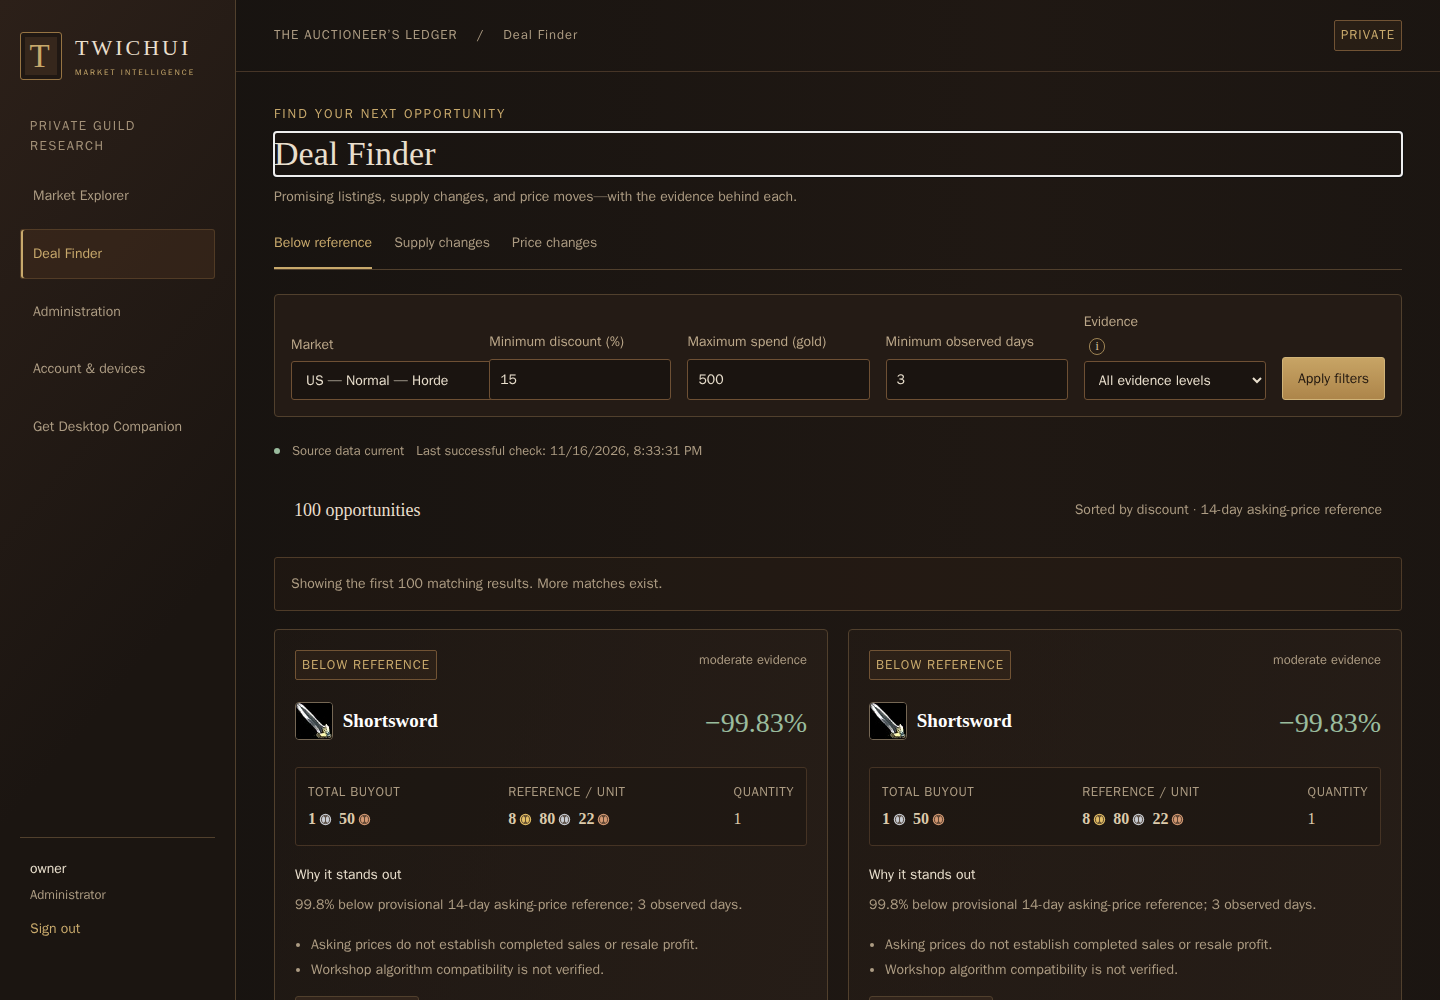 T
TWICHUI
MARKET INTELLIGENCE
PRIVATE GUILD
RESEARCH
Market Explorer
Deal Finder
Administration
Account & devices
Get Desktop Companion
owner
Administrator
Sign out
THE AUCTIONEER'S LEDGER / Deal Finder
PRIVATE
FIND YOUR NEXT OPPORTUNITY
Deal Finder
Promising listings, supply changes, and price moves—with the evidence behind each.
Below reference Supply changes Price changes
Market
US — Normal — Horde
Minimum discount (%)
15
Maximum spend (gold)
500
Minimum observed days
3
Evidence
i
All evidence levels
Apply filters
Source data current Last successful check: 11/16/2026, 8:33:31 PM
100 opportunities
Sorted by discount · 14-day asking-price reference
Showing the first 100 matching results. More matches exist.
BELOW REFERENCE
moderate evidence
Shortsword
−99.83%
TOTAL BUYOUT REFERENCE / UNIT QUANTITY
1 50 8 80 22 1
Why it stands out
99.8% below provisional 14-day asking-price reference; 3 observed days.
• Asking prices do not establish completed sales or resale profit.
• Workshop algorithm compatibility is not verified.
BELOW REFERENCE
moderate evidence
Shortsword
−99.83%
TOTAL BUYOUT REFERENCE / UNIT QUANTITY
1 50 8 80 22 1
Why it stands out
99.8% below provisional 14-day asking-price reference; 3 observed days.
• Asking prices do not establish completed sales or resale profit.
• Workshop algorithm compatibility is not verified.